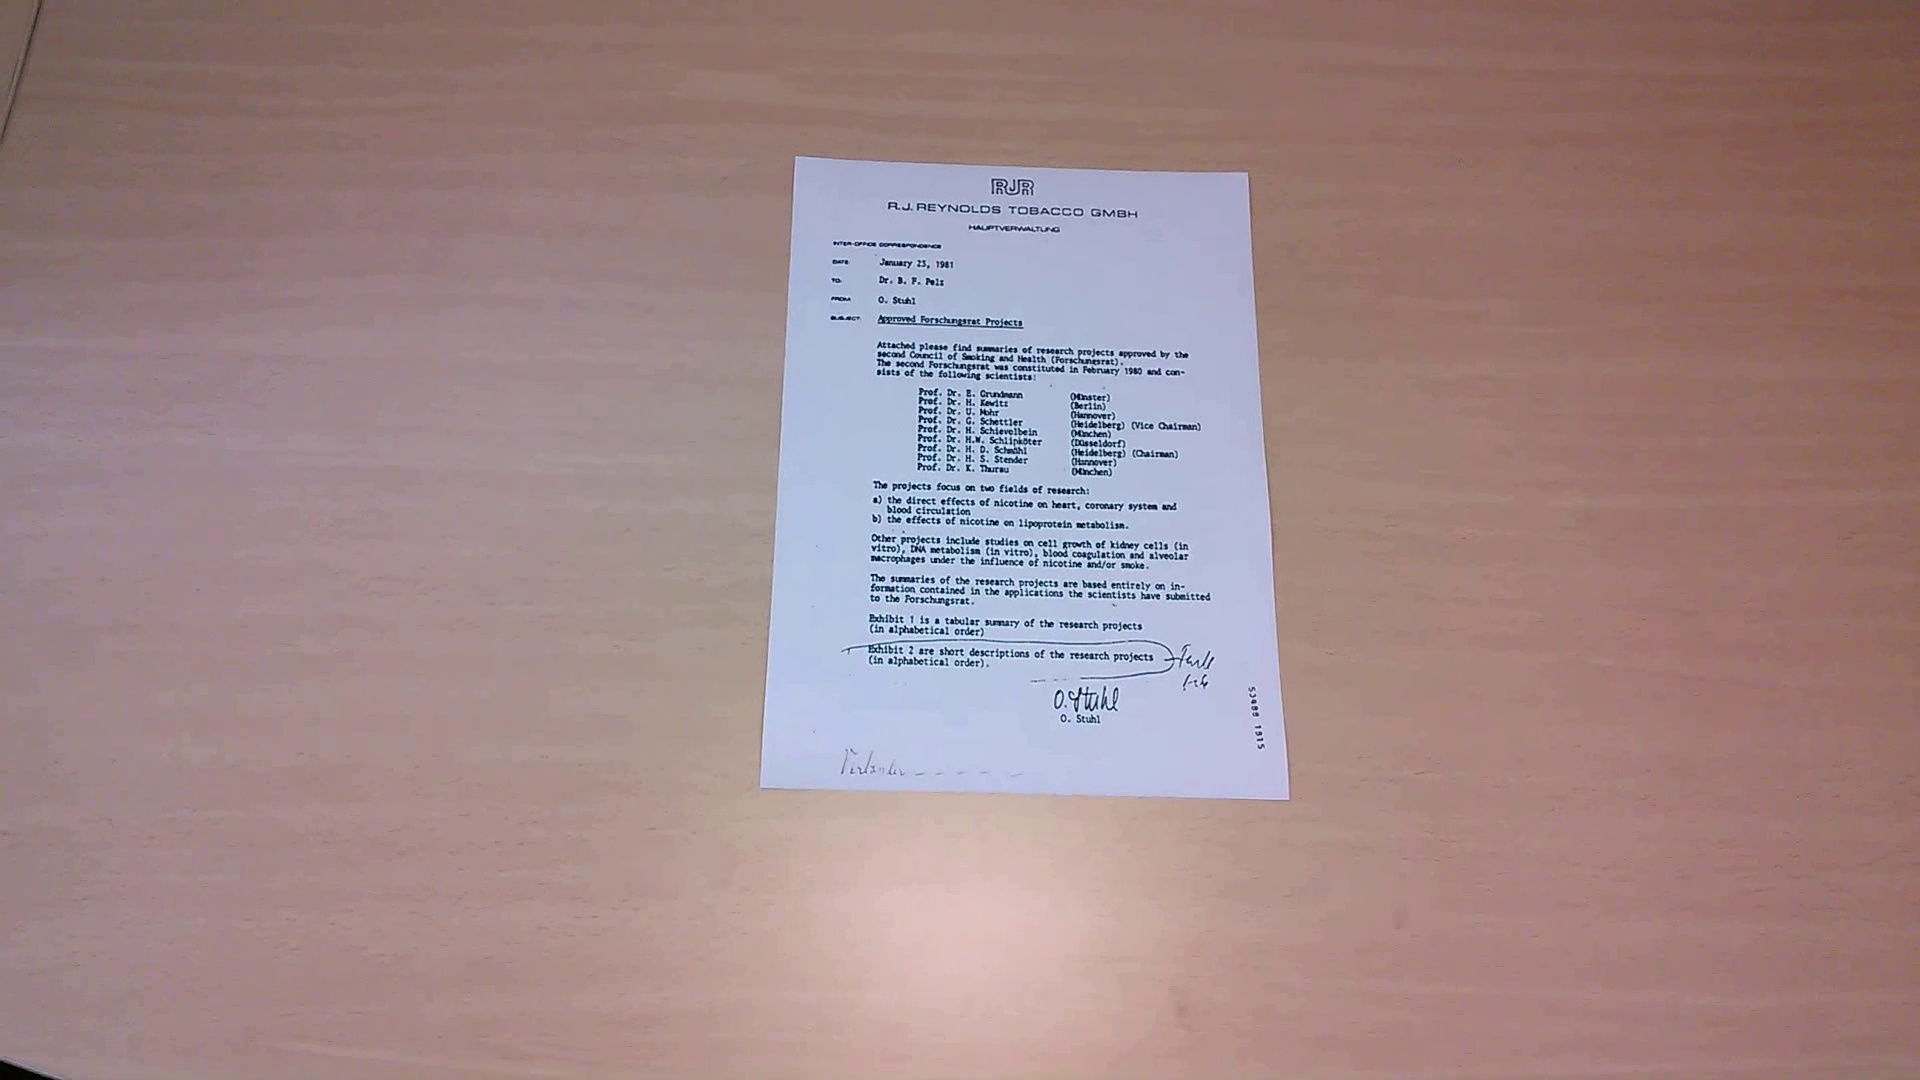 RJR
R.J. REYNOLDS TOBACCO GMBH
HAUPTVERWALTUNG
INTER-OFFICE CORRESPONDENCE
DATE: January 23, 1981
TO: Dr. B. F. Pelz
FROM O. Stuhl
SUBJECT: Approved Forschungsrat Projects
Attached please find summaries of research projects approved by the
second Council of Smoking and Health (Forschungsrat).
The second Forschungsrat was constituted in February 1980 and con-
sists of the following scientists:
Prof. Dr. E. Grundmann (Münster)
Prof. Dr. H. Kewitz (Berlin)
Prof. Dr. U. Mohr (Hannover)
Prof. Dr. G. Schettler (Heidelberg) (Vice Chairman)
Prof. Dr. H. Schievelbein (München)
Prof. Dr. H.W. Schlipköter (Düsseldorf)
Prof. Dr. H. D. Schmähl (Heidelberg) (Chairman)
Prof. Dr. H. S. Stender (Hannover)
Prof. Dr. K. Thurau (München)
The projects focus on two fields of research:
a) the direct effects of nicotine on heart, coronary system and
blood circulation
b) the effects of nicotine on lipoprotein metabolism.
Other projects include studies on cell growth of kidney cells (in
vitro), DNA metabolism (in vitro), blood coagulation and alveolar
macrophages under the influence of nicotine and/or smoke.
The summaries of the research projects are based entirely on in-
formation contained in the applications the scientists have submitted
to the Forschungsrat.
Exhibit 1 is a tabular summary of the research projects
(in alphabetical order)
Exhibit 2 are short descriptions of the research projects
(in alphabetical order).
O. Stuhl
O. Stuhl